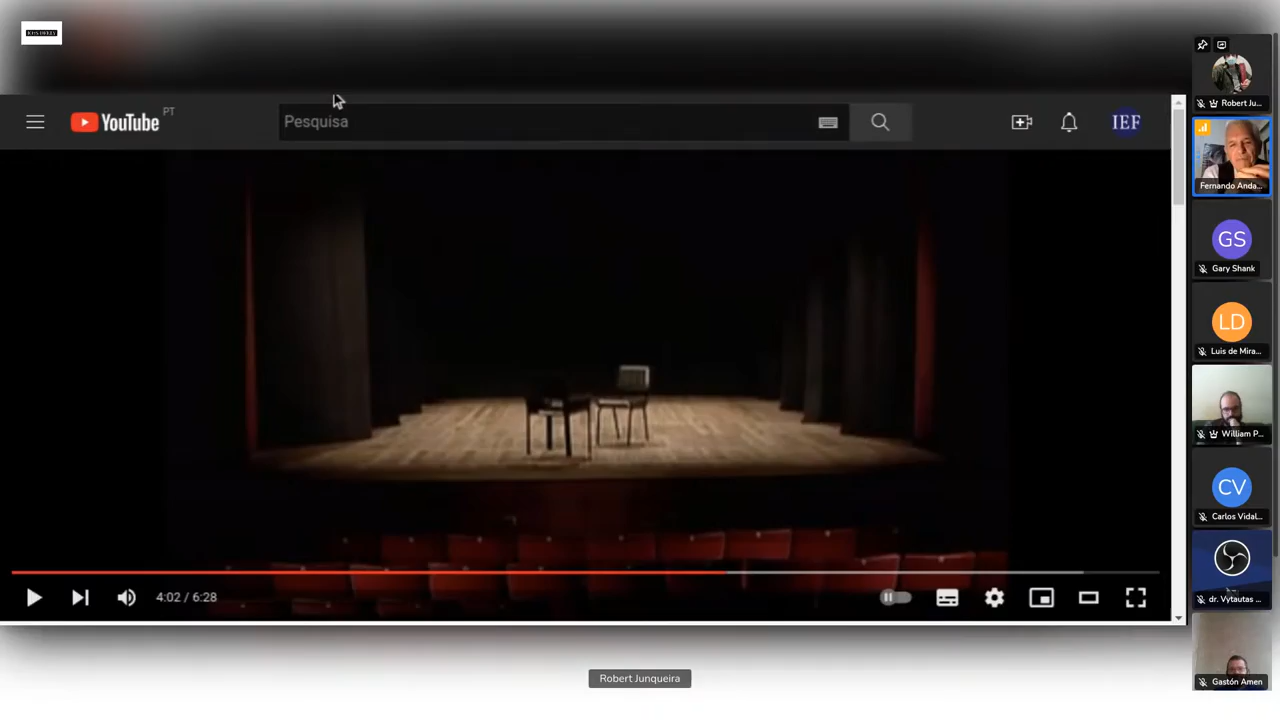 YouTube PT
Pesquisa
IEF
4:02 / 6:28
Robert Junqueira
Robert Ju...
Fernando Anda...
GS
Gary Shank
LD
Luis de Mira...
William P...
CV
Carlos Vidal...
dr. Vytautas ...
Gastón Amen